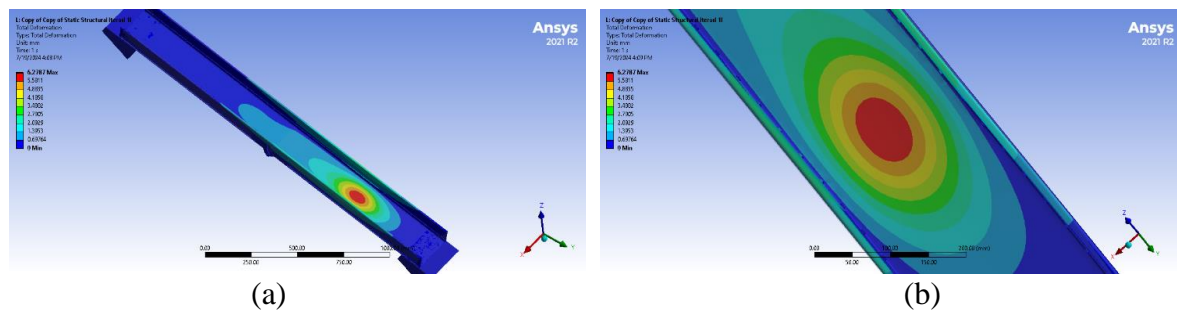 L: Copy of Copy of Static Structural
Total Deformation
Type: Total Deformation
Unit: mm
Time: 1 s
6.2787 Max
5.5811
4.8835
4.1858
3.4882
2.7905
2.0929
1.3953
0.69764
0 Min
Ansys
2021 R2
0.00
500.00
250.00
750.00
Z
Y
X
(a)
L: Copy of Copy of Static Structural
Total Deformation
Type: Total Deformation
Unit: mm
Time: 1 s
6.2787 Max
5.5811
4.8835
4.1858
3.4882
2.7905
2.0929
1.3953
0.69764
0 Min
Ansys
2021 R2
0.00
100.00
200.00 (mm)
50.00
150.00
Z
Y
X
(b)